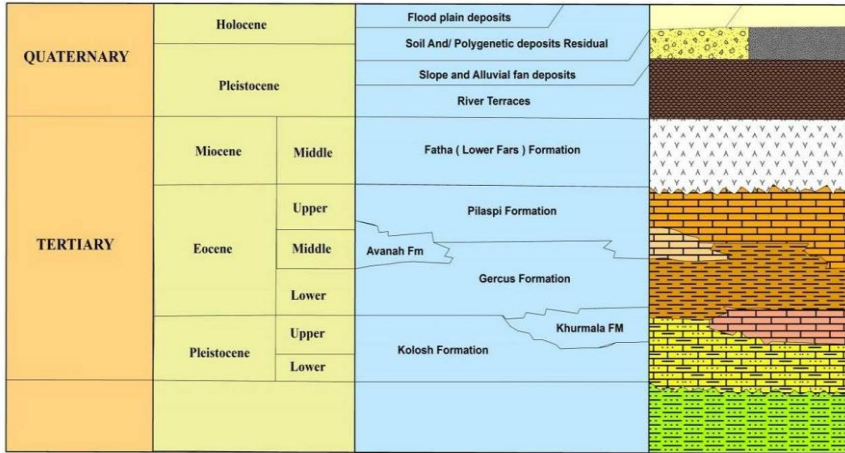 QUATERNARY
Holocene
Flood plain deposits
Soil And/ Polygenetic deposits Residual
Pleistocene
Slope and Alluvial fan deposits
River Terraces
TERTIARY
Miocene
Middle
Fatha ( Lower Fars ) Formation
Eocene
Upper
Pilaspi Formation
Middle
Avanah Fm
Gercus Formation
Lower
Pleistocene
Upper
Khurmala FM
Kolosh Formation
Lower